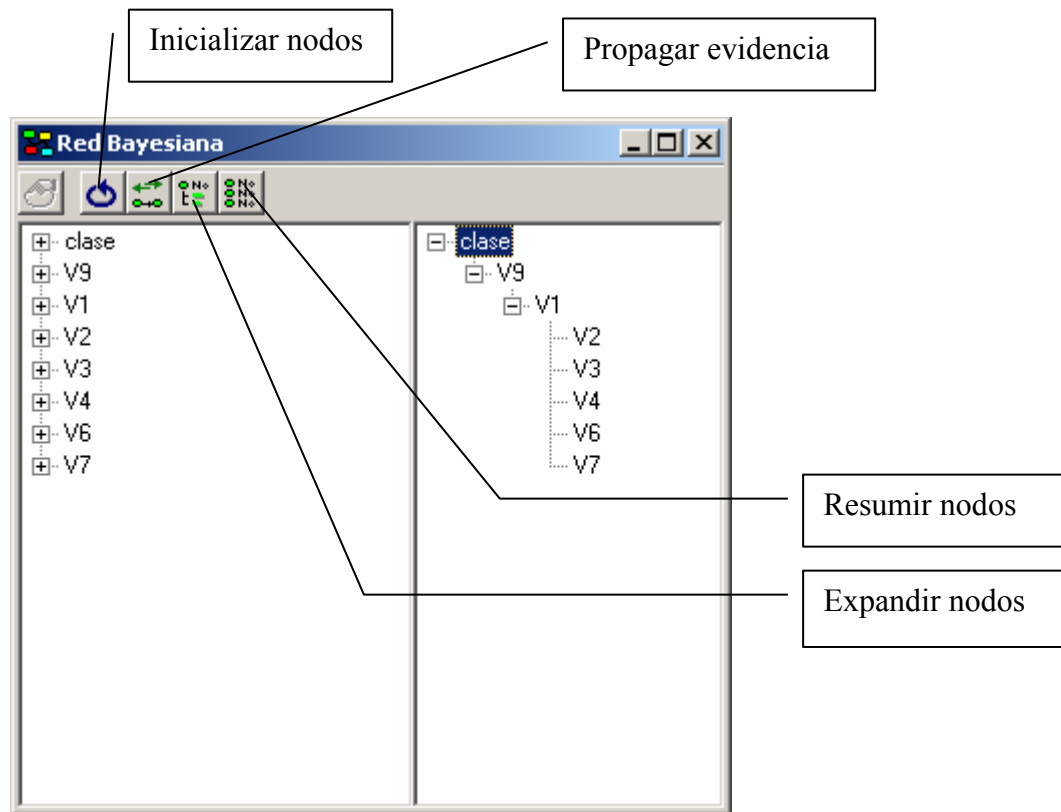 Inicializar nodos
Propagar evidencia
Red Bayesiana
clase
V9
V1
V2
V3
V4
V6
V7
clase
V9
V1
V2
V3
V4
V6
V7
Resumir nodos
Expandir nodos